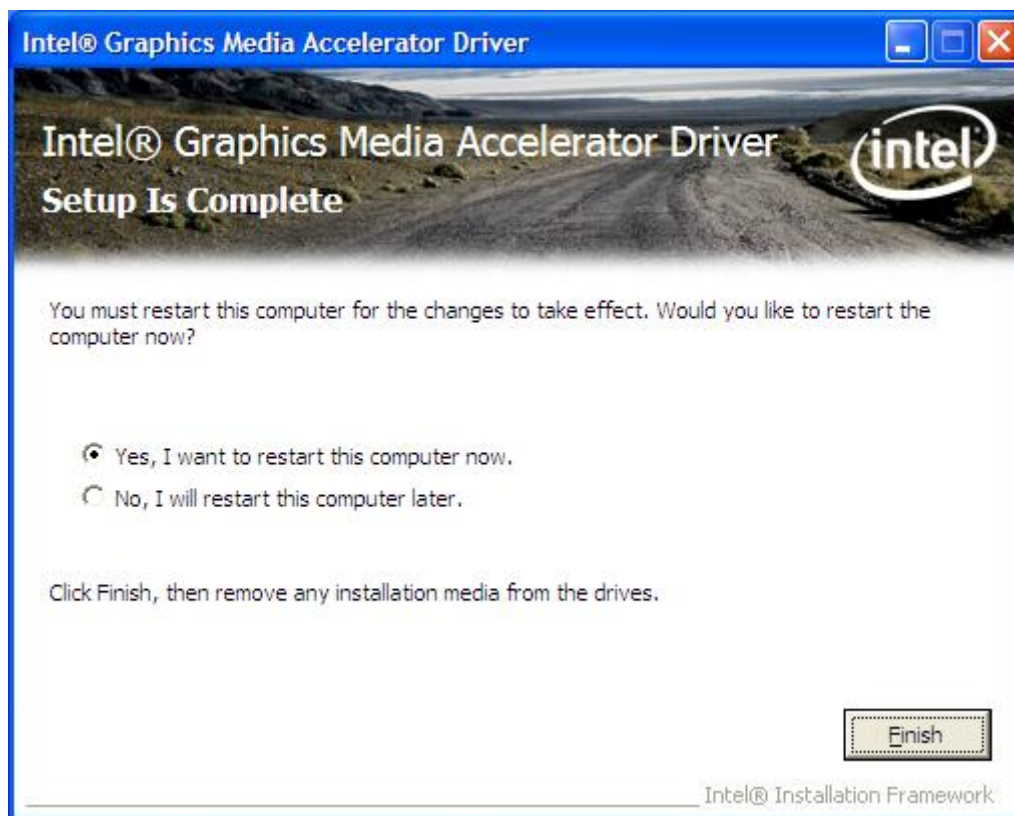 Intel® Graphics Media Accelerator Driver
Intel® Graphics Media Accelerator Driver
intel
Setup Is Complete
You must restart this computer for the changes to take effect. Would you like to restart the
computer now?
Yes, I want to restart this computer now.
No, I will restart this computer later.
Click Finish, then remove any installation media from the drives.
Finish
Intel® Installation Framework